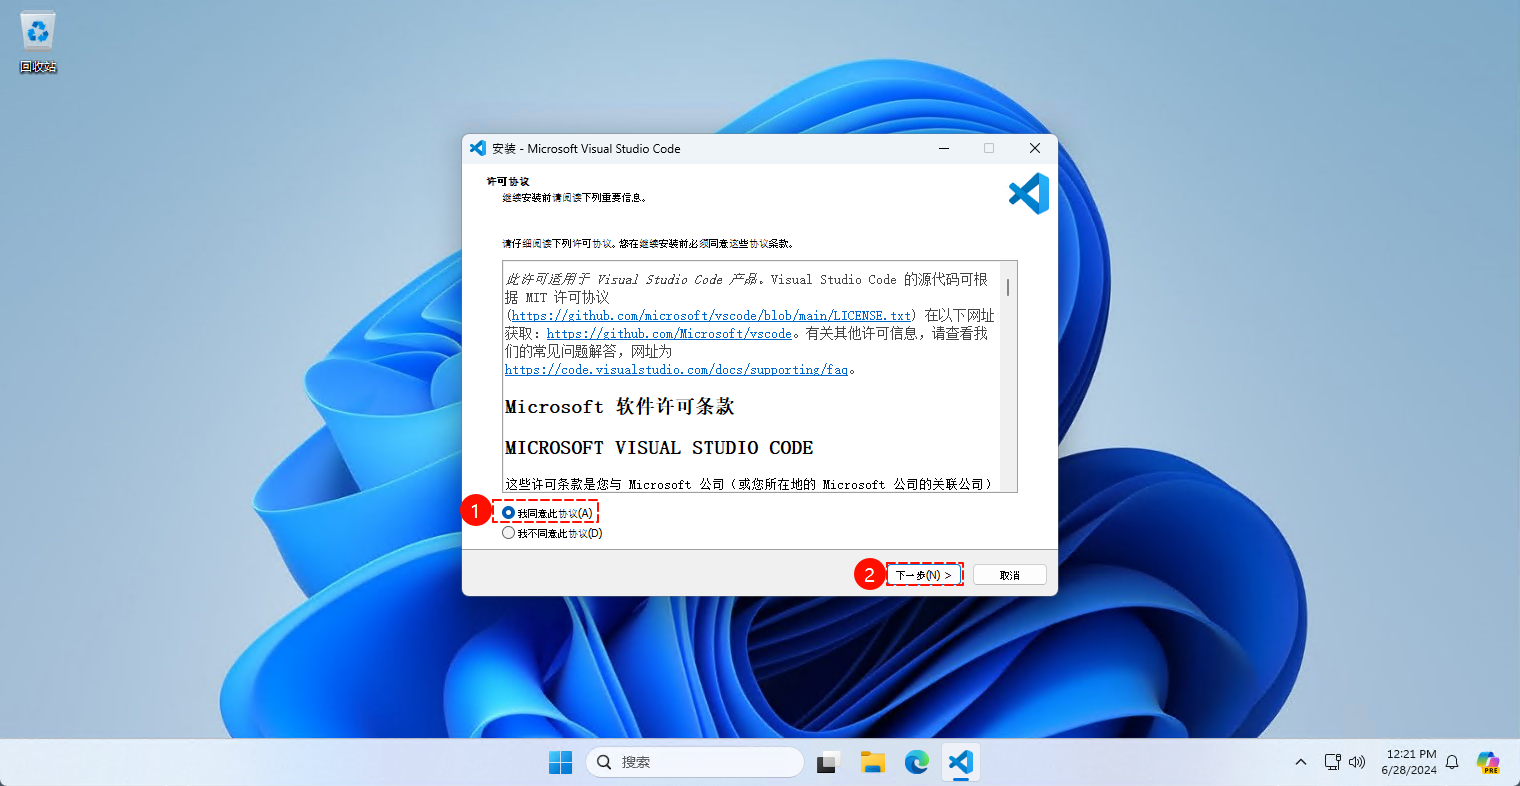 回收站
安装 - Microsoft Visual Studio Code
许可协议
继续安装前请阅读下列重要信息。
请仔细阅读下列许可协议。您在继续安装前必须同意这些协议条款。
此许可适用于 Visual Studio Code 产品。Visual Studio Code 的源代码可根
据 MIT 许可协议
(https://github.com/microsoft/vscode/blob/main/LICENSE.txt) 在以下网址
获取：https://github.com/Microsoft/vscode。有关其他许可信息，请查看我
们的常见问题解答，网址为
https://code.visualstudio.com/docs/supporting/faq。
Microsoft 软件许可条款
MICROSOFT VISUAL STUDIO CODE
这些许可条款是您与 Microsoft 公司（或您所在地的 Microsoft 公司的关联公司）
1 我同意此协议(A)
我不同意此协议(D)
2 下一步(N) > 取消
搜索
12:21 PM
6/28/2024
PRE